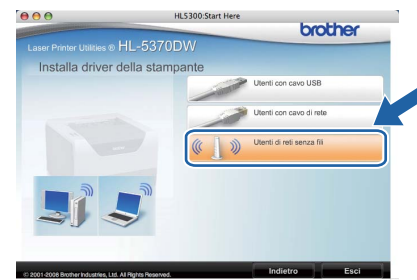 HL5300:Start Here
brother
Laser Printer Utilities ® HL-5370DW
Installa driver della stampante
Utenti con cavo USB
Utenti con cavo di rete
Utenti di reti senza fili
© 2001-2008 Brother Industries, Ltd. All Rights Reserved.
Indietro
Esci